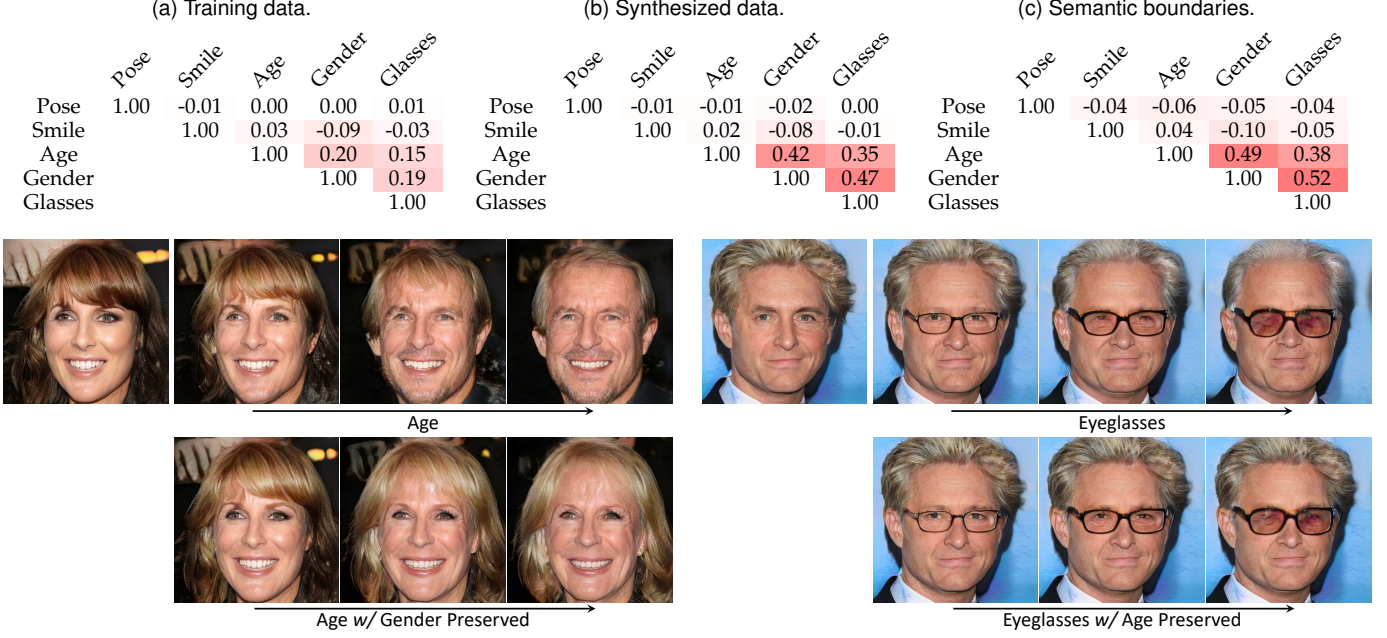 (a) Training data.
Pose Smile Age Gender Glasses
Pose 1.00 -0.01 0.00 0.00 0.01
Smile 1.00 0.03 -0.09 -0.03
Age 1.00 0.20 0.15
Gender 1.00 0.19
Glasses 1.00
(b) Synthesized data.
Pose Smile Age Gender Glasses
Pose 1.00 -0.01 -0.01 -0.02 0.00
Smile 1.00 0.02 -0.08 -0.01
Age 1.00 0.42 0.35
Gender 1.00 0.47
Glasses 1.00
(c) Semantic boundaries.
Pose Smile Age Gender Glasses
Pose 1.00 -0.04 -0.06 -0.05 -0.04
Smile 1.00 0.04 -0.10 -0.05
Age 1.00 0.49 0.38
Gender 1.00 0.52
Glasses 1.00
Age
Eyeglasses
Age w/ Gender Preserved
Eyeglasses w/ Age Preserved